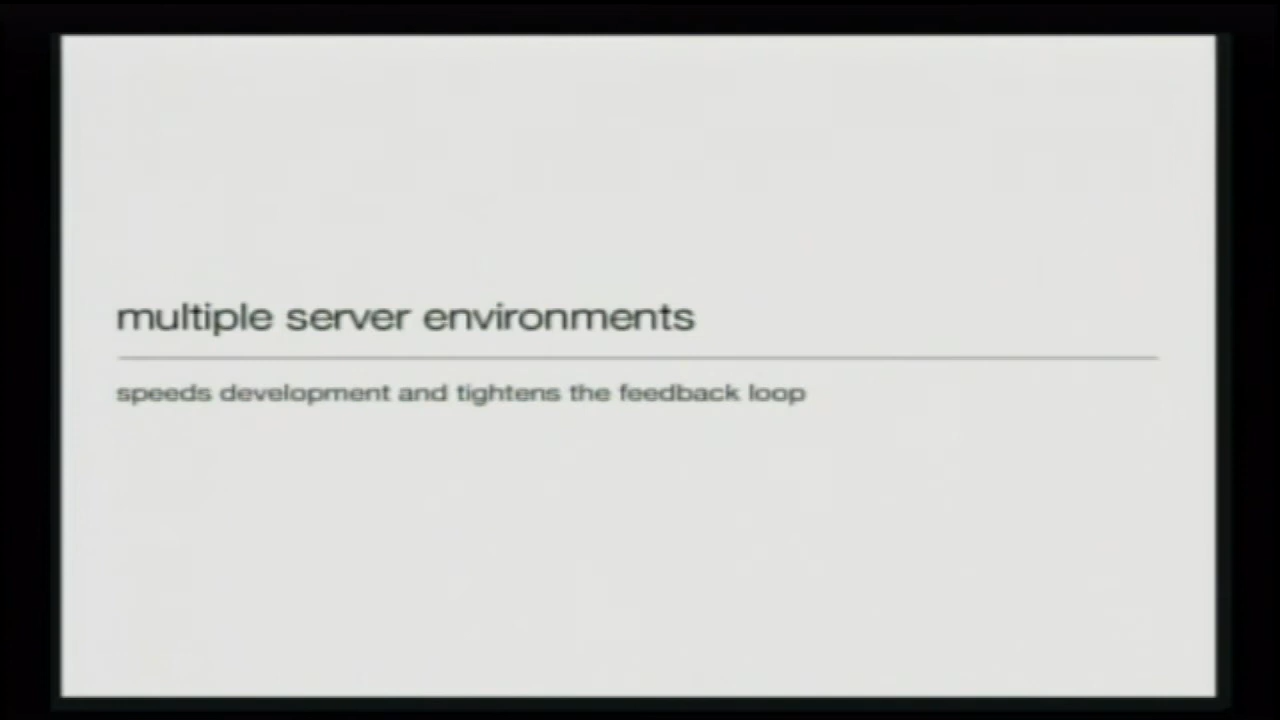 multiple server environments
speeds development and tightens the feedback loop